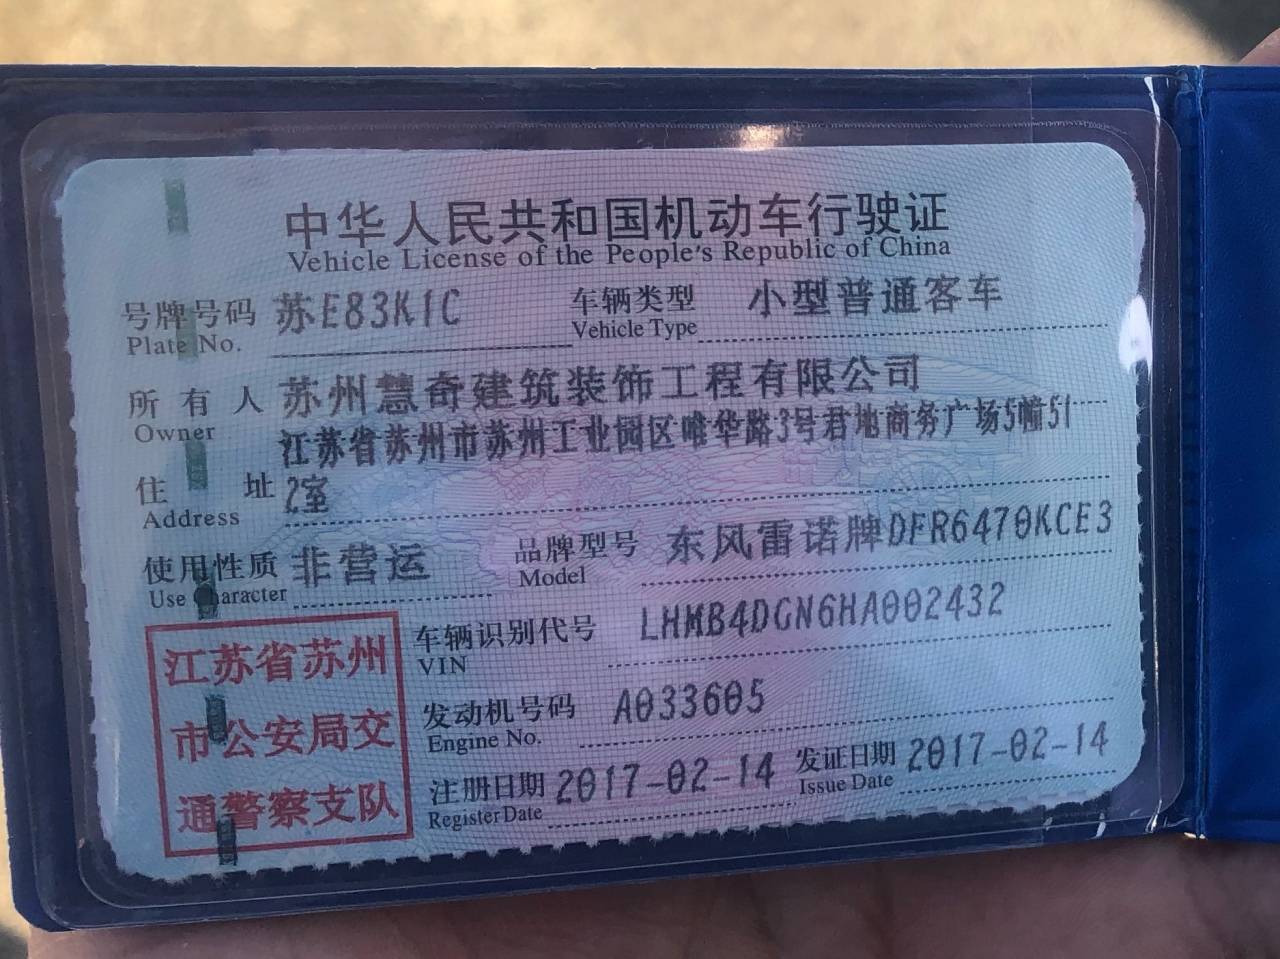 中华人民共和国机动车行驶证
Vehicle License of the People's Republic of China
号牌号码 苏E83K1C 车辆类型 小型普通客车
Plate No. Vehicle Type
所有人 苏州慧奇建筑装饰工程有限公司
Owner
江苏省苏州市苏州工业园区唯华路3号君地商务广场5幢51
住址 2室
Address
使用性质 非营运 品牌型号 东风雷诺牌DFR6470KCE3
Use Character Model
车辆识别代号 LHMB4DGN6HA002432
VIN
发动机号码 A033605
Engine No.
注册日期 2017-02-14 发证日期 2017-02-14
Register Date Issue Date
江苏省苏州
市公安局交
通警察支队